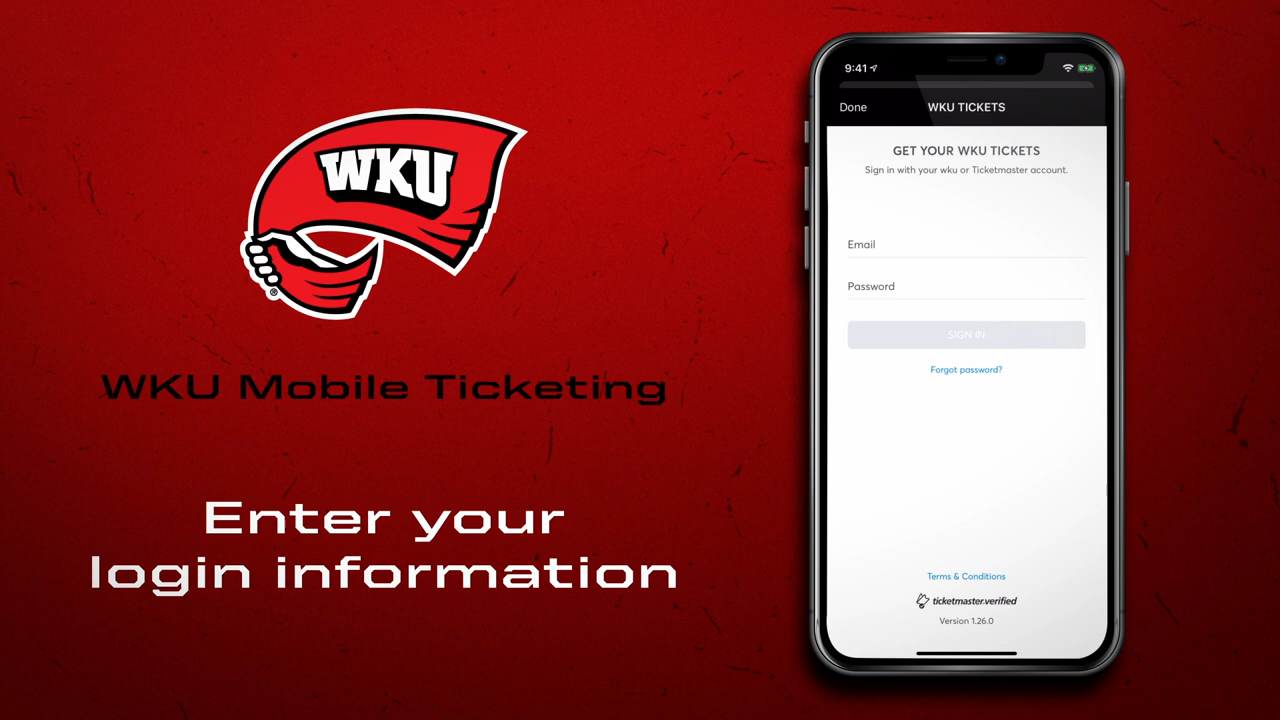 WKU
®
WKU Mobile Ticketing
Enter your
login information
9:41
Done
WKU TICKETS
GET YOUR WKU TICKETS
Sign in with your wku or Ticketmaster account.
Email
Password
SIGN IN
Forgot password?
Terms & Conditions
ticketmaster.verified
Version 1.26.0